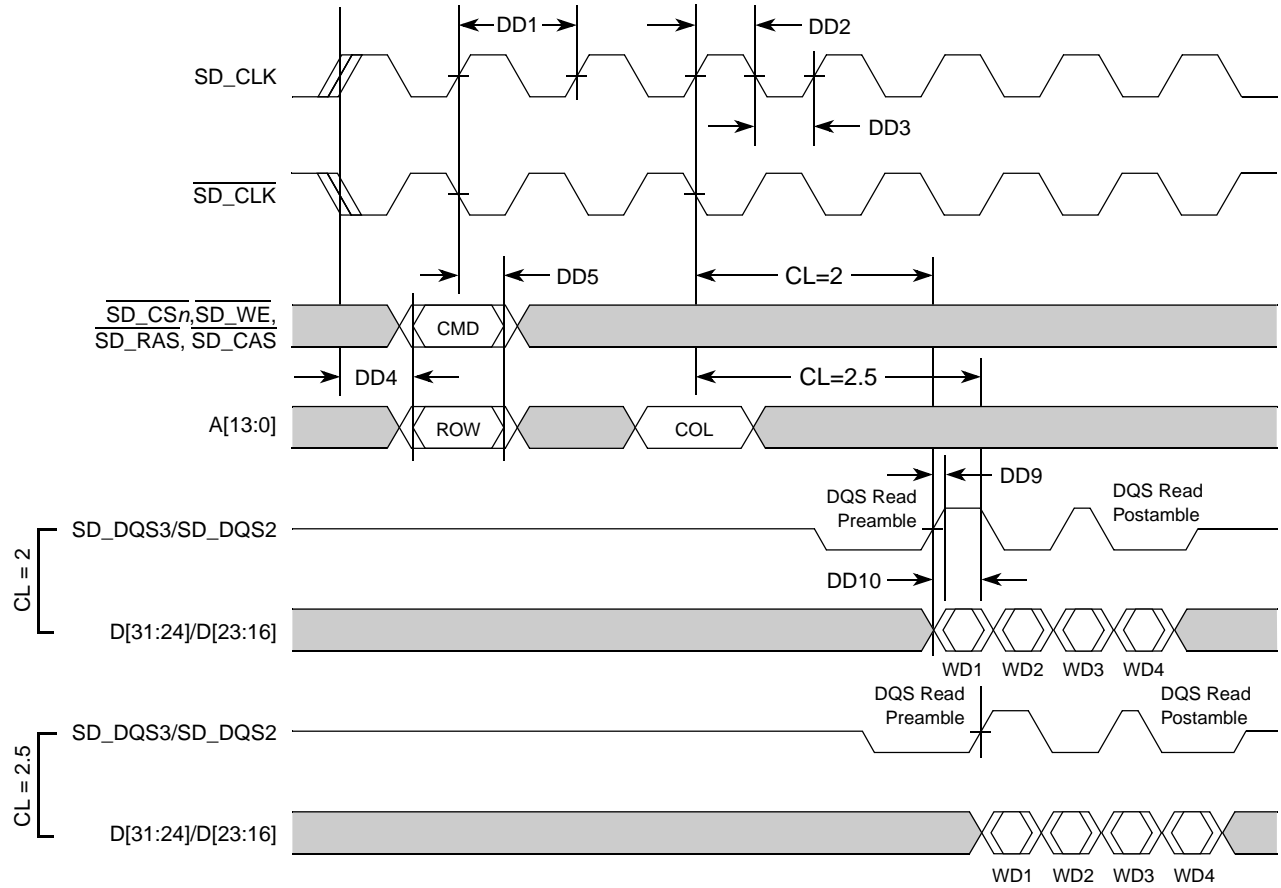 DD1
DD2
SD_CLK
DD3
SD_CLK
DD5
CL=2
SD_CSn,SD_WE,
SD_RAS, SD_CAS
CMD
DD4
CL=2.5
A[13:0]
ROW
COL
DD9
DQS Read
Preamble
DQS Read
Postamble
SD_DQS3/SD_DQS2
CL = 2
DD10
D[31:24]/D[23:16]
WD1 WD2 WD3 WD4
DQS Read
Preamble
DQS Read
Postamble
SD_DQS3/SD_DQS2
CL = 2.5
D[31:24]/D[23:16]
WD1 WD2 WD3 WD4